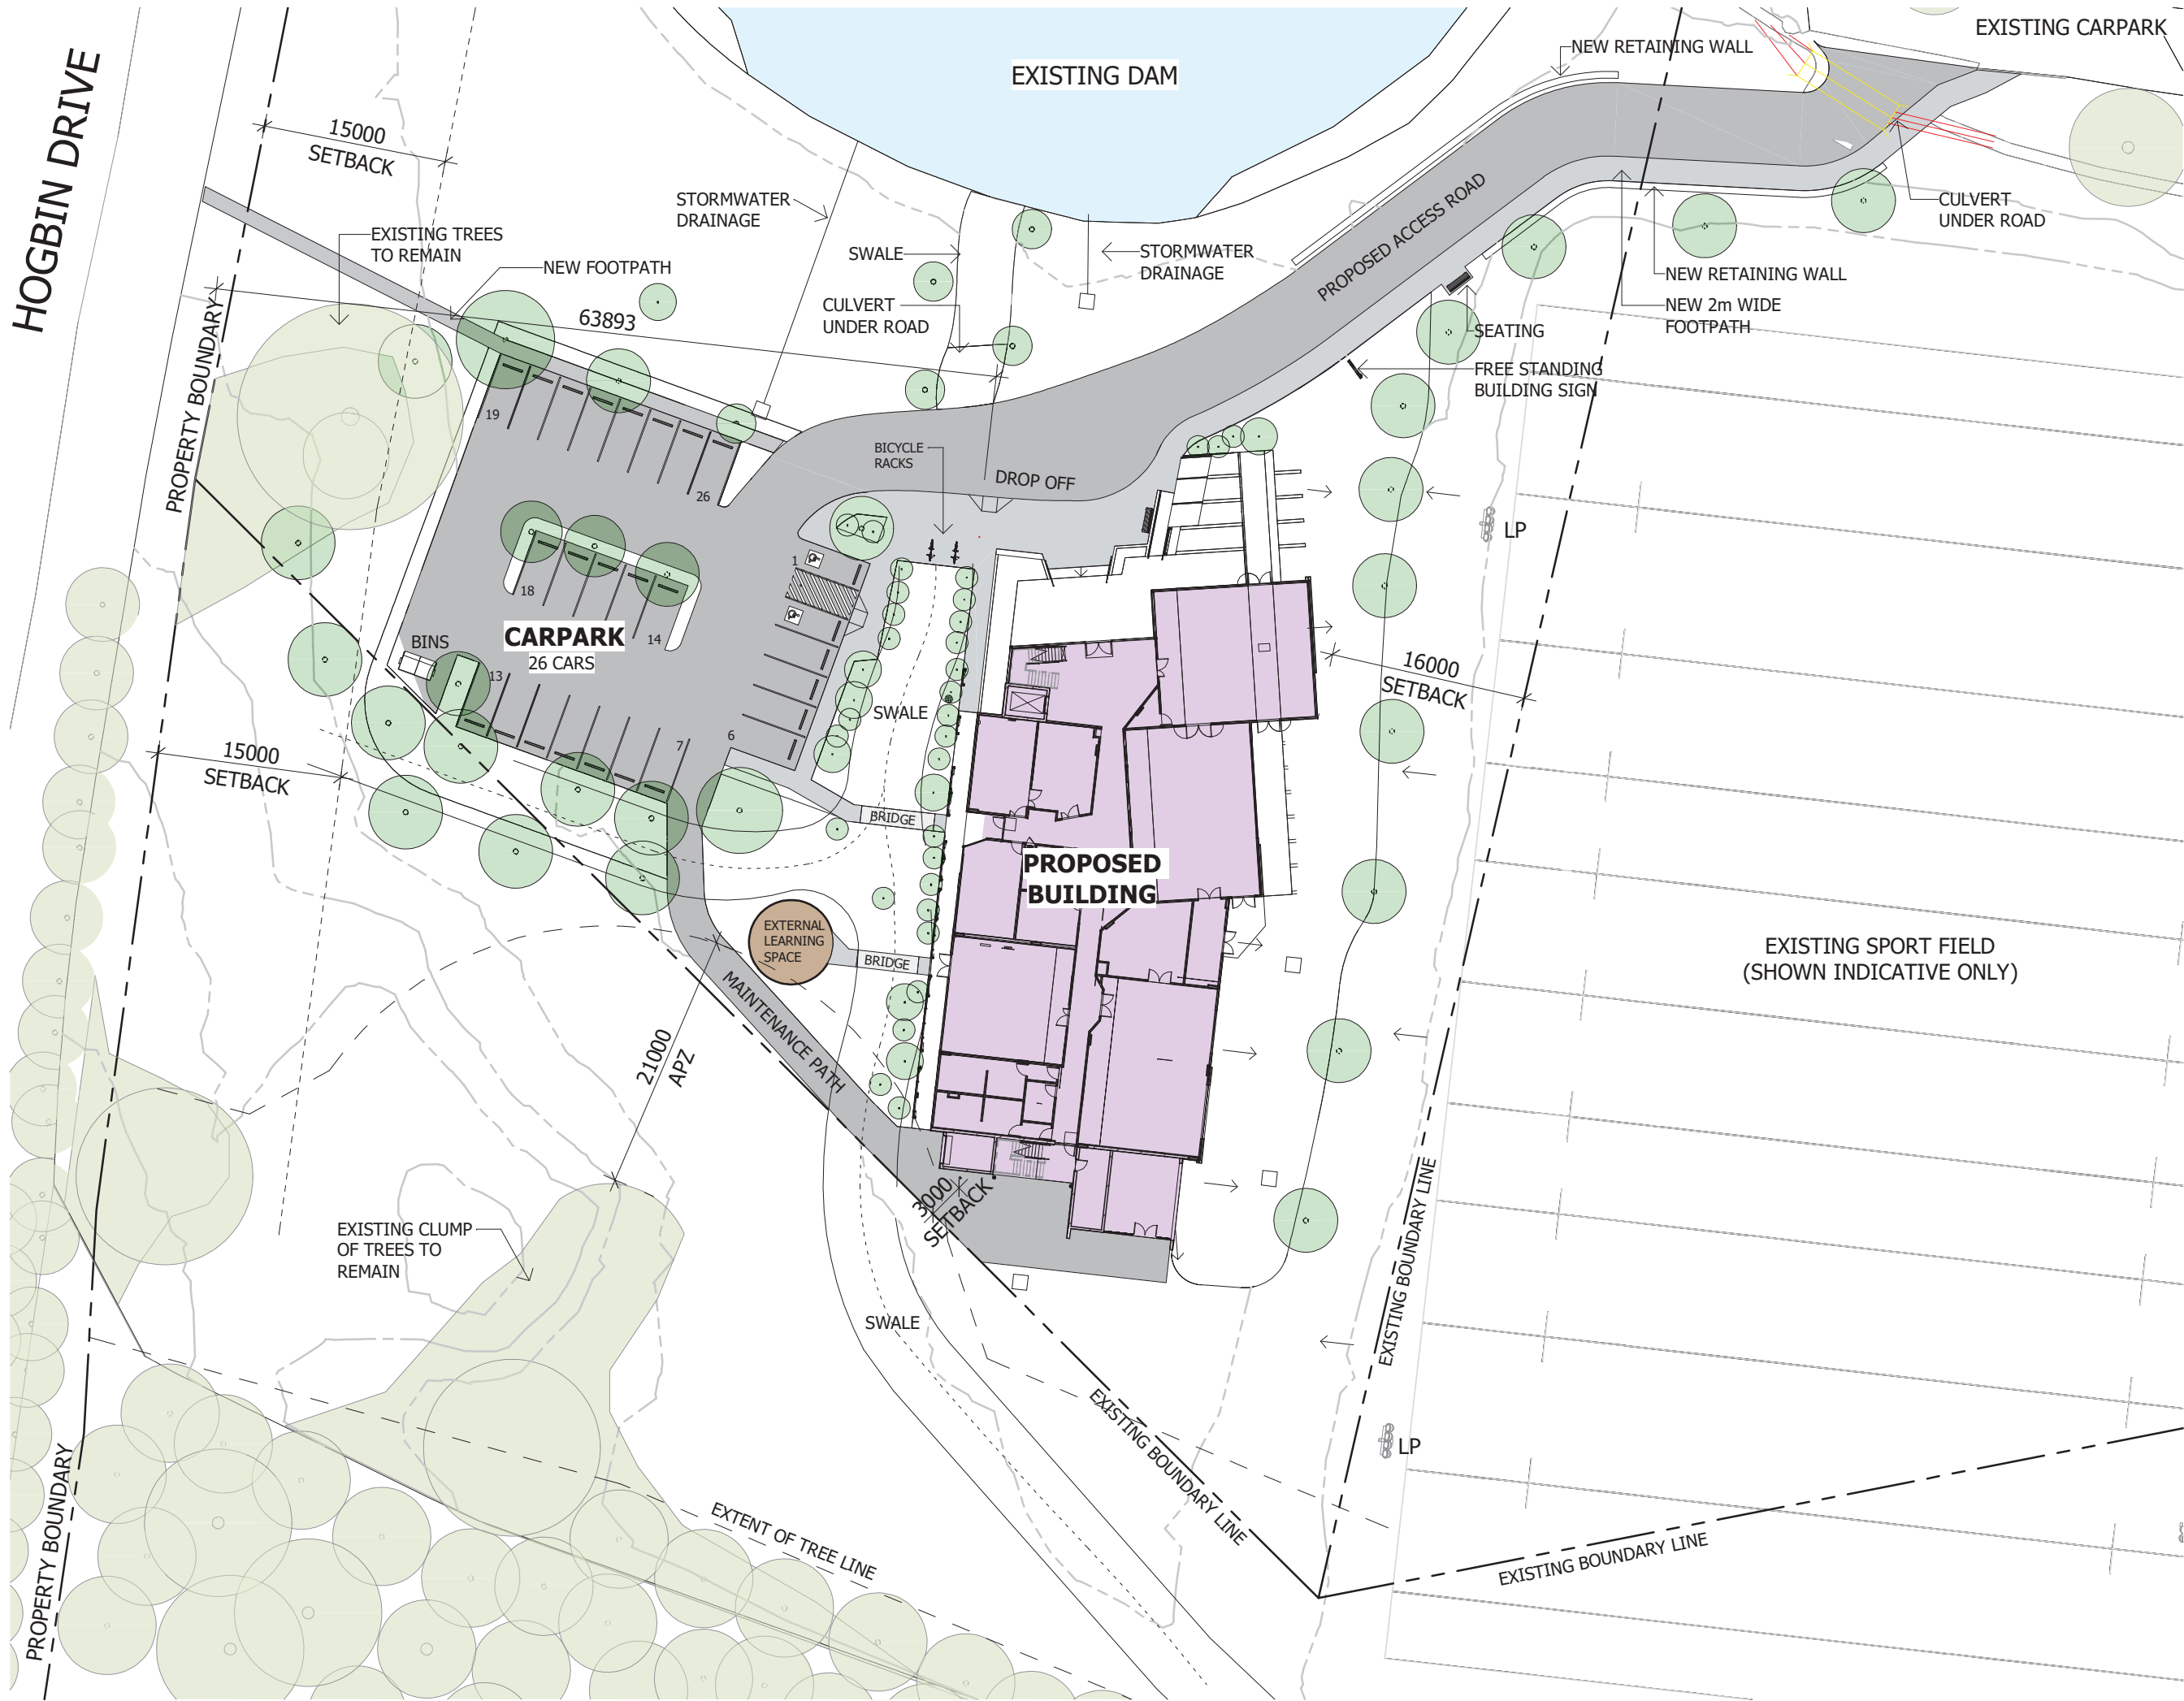 EXISTING CARPARK
NEW RETAINING WALL
EXISTING DAM
HOGBIN DRIVE
15000
SETBACK
STORMWATER
DRAINAGE
EXISTING TREES
TO REMAIN
NEW FOOTPATH
SWALE
STORMWATER
DRAINAGE
PROPOSED ACCESS ROAD
CULVERT
UNDER ROAD
NEW RETAINING WALL
NEW 2m WIDE
FOOTPATH
CULVERT
UNDER ROAD
63893
SEATING
FREE STANDING
BUILDING SIGN
PROPERTY BOUNDARY
19
26
BICYCLE
RACKS
DROP OFF
LP
1
18
14
CARPARK
26 CARS
BINS
13
7
6
SWALE
16000
SETBACK
15000
SETBACK
BRIDGE
PROPOSED
BUILDING
EXTERNAL
LEARNING
SPACE
BRIDGE
EXISTING SPORT FIELD
(SHOWN INDICATIVE ONLY)
MAINTENANCE PATH
21000
APZ
3000
SETBACK
EXISTING CLUMP
OF TREES TO
REMAIN
SWALE
EXISTING BOUNDARY LINE
EXISTING BOUNDARY LINE
LP
EXISTING BOUNDARY LINE
EXTENT OF TREE LINE
PROPERTY BOUNDARY